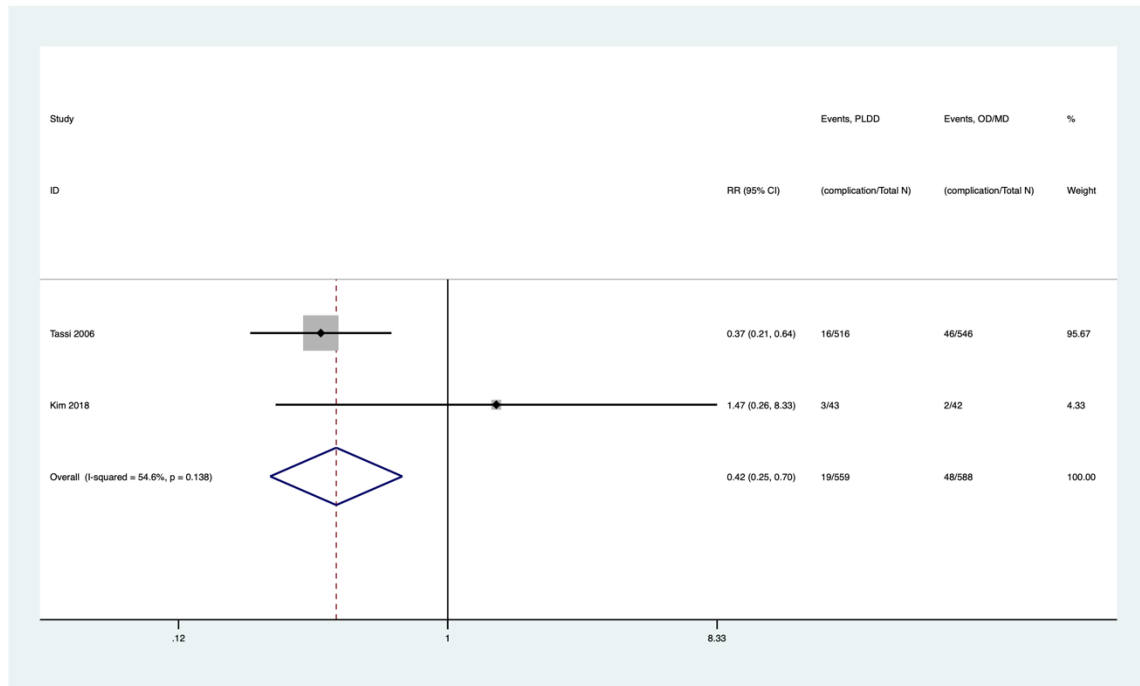 Study Events, PLDD Events, OD/MD %
ID RR (95% CI) (complication/Total N) (complication/Total N) Weight
Tassi 2006 0.37 (0.21, 0.64) 16/516 46/546 95.67
Kim 2018 1.47 (0.26, 8.33) 3/43 2/42 4.33
Overall (I-squared = 54.6%, p = 0.138) 0.42 (0.25, 0.70) 19/559 48/588 100.00
.12 1 8.33